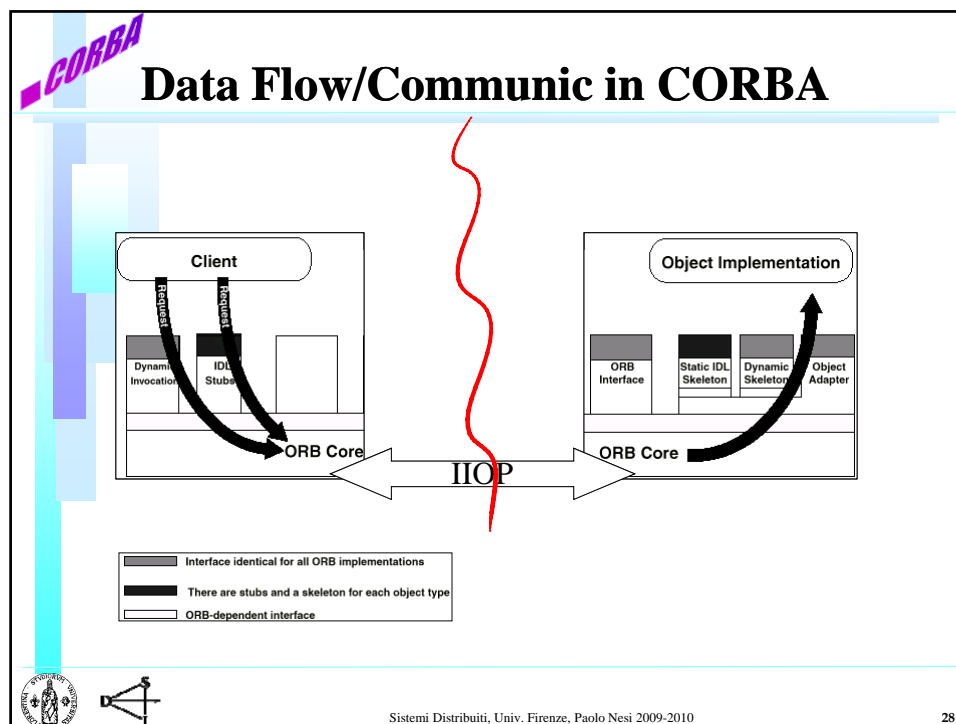 CORBA
Data Flow/Communic in CORBA
Client
Request
Request
Dynamic
Invocation
IDL
Stubs
ORB Core
IIOP
Object Implementation
ORB
Interface
Static IDL
Skeleton
Dynamic
Skeleton
Object
Adapter
ORB Core
Interface identical for all ORB implementations
There are stubs and a skeleton for each object type
ORB-dependent interface
D
S
I
Sistemi Distribuiti, Univ. Firenze, Paolo Nesi 2009-2010
28